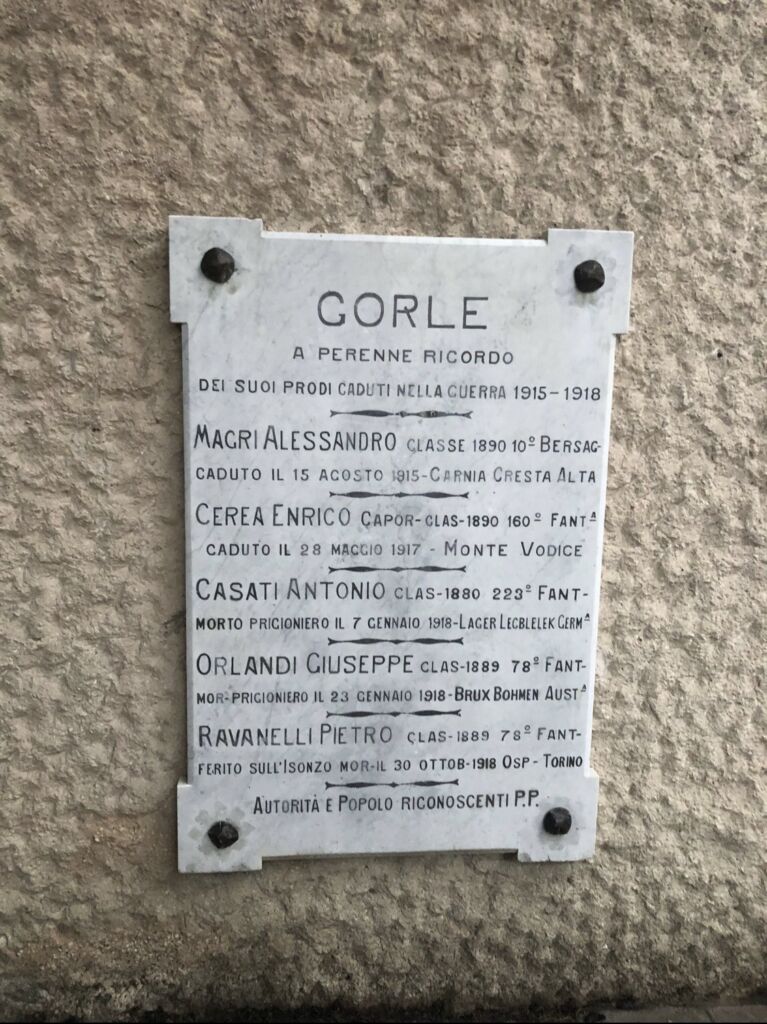 GORLE
A PERENNE RICORDO
DEI SUOI PRODI CADUTI NELLA GUERRA 1915-1918
MAGRI ALESSANDRO CLASSE 1890 10º BERSAG-
CADUTO IL 15 AGOSTO 1915-CARNIA CRESTA ALTA
CEREA ENRICO CAPOR-CLAS-1890 160º FANTᴬ
CADUTO IL 28 MAGGIO 1917 - MONTE VODICE
CASATI ANTONIO CLAS-1880 223º FANT-
MORTO PRIGIONIERO IL 7 GENNAIO 1918-LAGER LECBLELEK GERMᴬ
ORLANDI GIUSEPPE CLAS-1889 78º FANT-
MOR-PRIGIONIERO IL 23 GENNAIO 1918-BRUX BOHMEN AUSTᴬ
RAVANELLI PIETRO CLAS-1889 78º FANT-
FERITO SULL'ISONZO MOR-IL 30 OTTOB-1918 OSP-TORINO
AUTORITÀ E POPOLO RICONOSCENTI P.P.